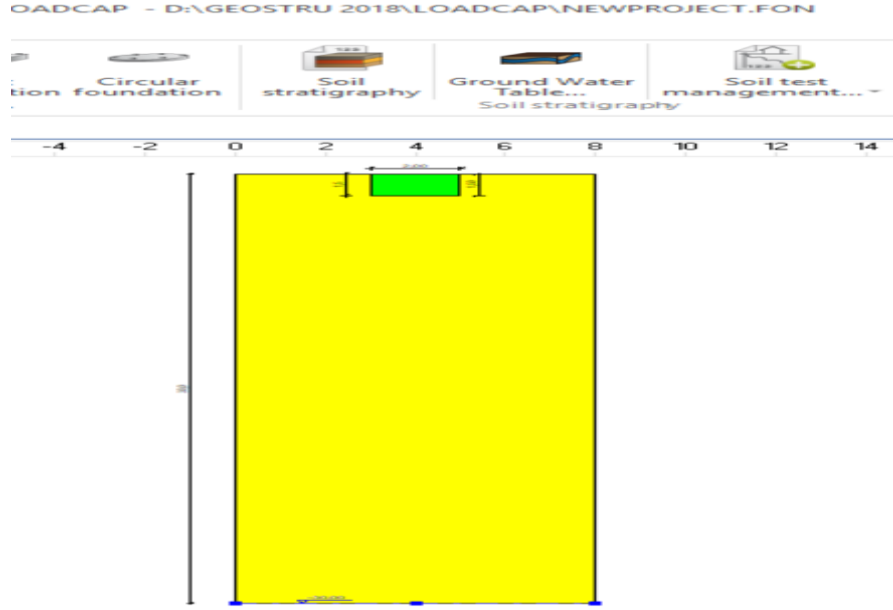 OADCAP - D:\GEOSTRU 2018\LOADCAP\NEWPROJECT.FON
Circular Soil Ground Water Soil test
tion foundation stratigraphy Table... management...
Soil stratigraphy
-4 -2 0 2 4 6 8 10 12 14
2.00